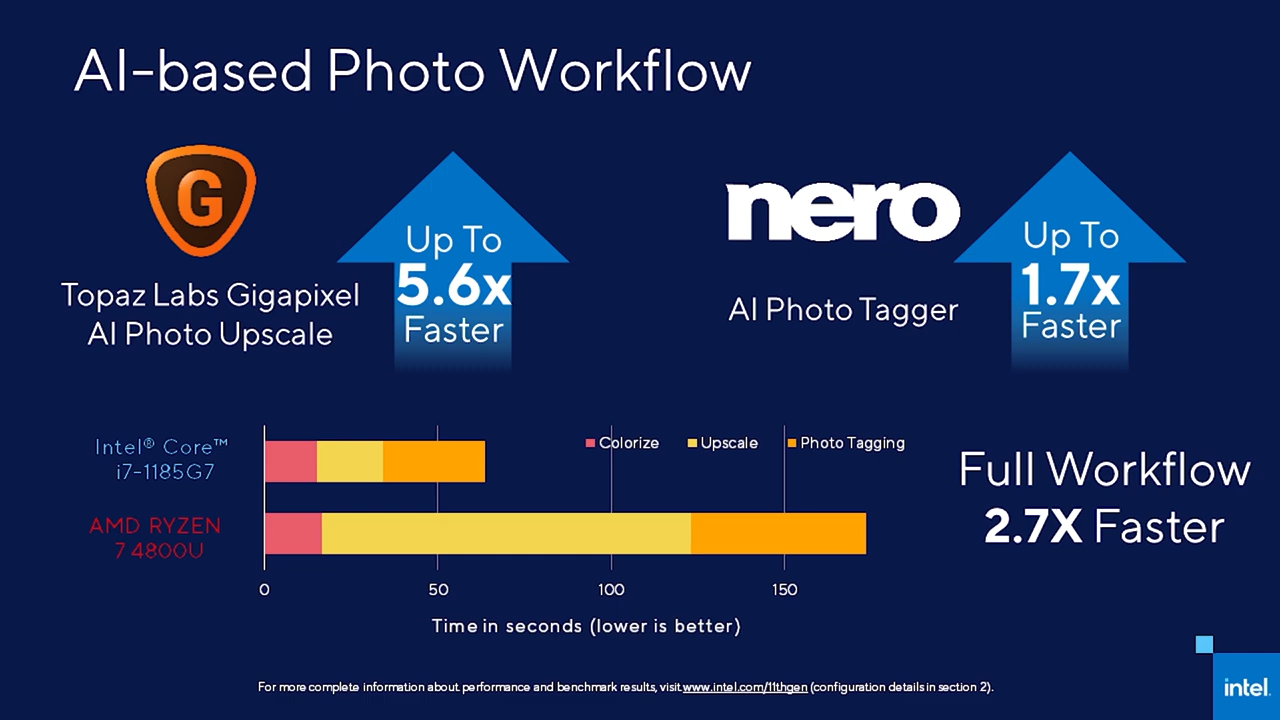 AI-based Photo Workflow
G
Topaz Labs Gigapixel
AI Photo Upscale
Up To
5.6x
Faster
nero
AI Photo Tagger
Up To
1.7x
Faster
Intel® Core™
i7-1185G7
AMD RYZEN
7 4800U
Colorize
Upscale
Photo Tagging
0
50
100
150
Time in seconds (lower is better)
Full Workflow
2.7X Faster
For more complete information about performance and benchmark results, visit www.intel.com/11thgen (configuration details in section 2).
intel.